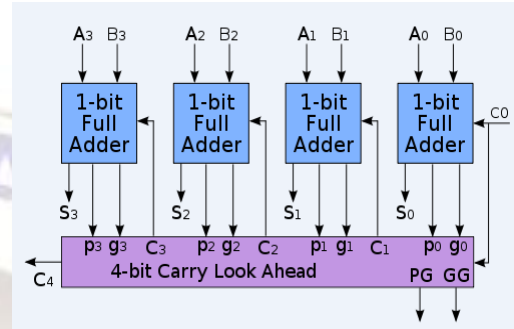 A3 B3 A2 B2 A1 B1 A0 B0
1-bit Full Adder
1-bit Full Adder
1-bit Full Adder
1-bit Full Adder
C0
S3 S2 S1 S0
p3 g3 C3 p2 g2 C2 p1 g1 C1 p0 g0
C4 4-bit Carry Look Ahead PG GG